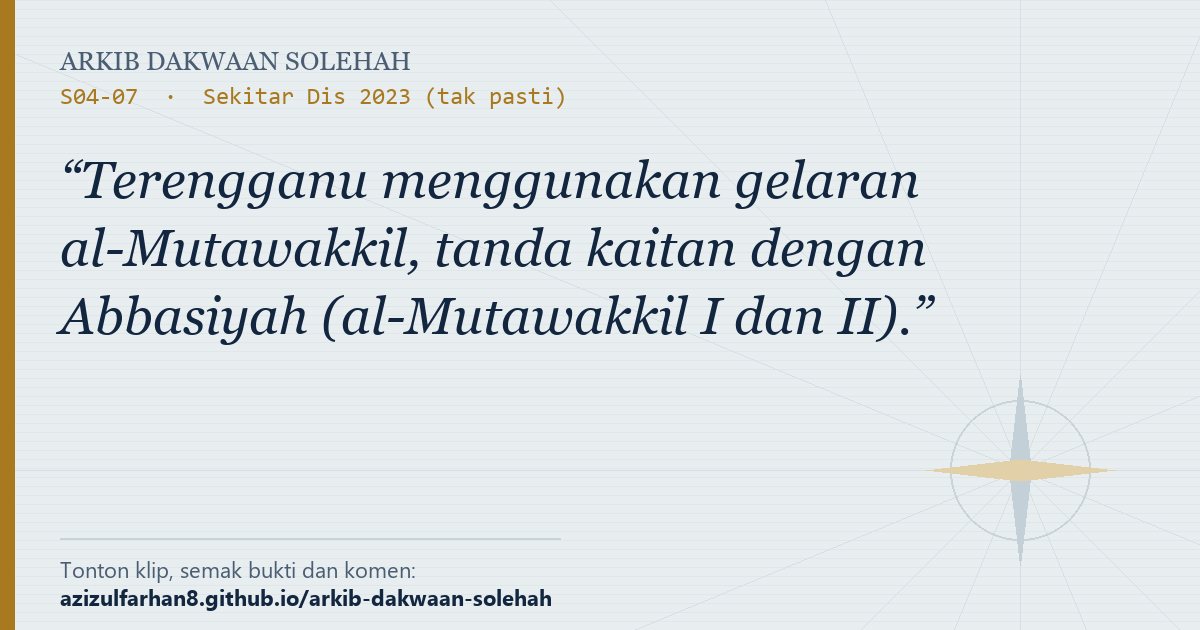 ARKIB DAKWAAN SOLEHAH
S04-07 · Sekitar Dis 2023 (tak pasti)
“Terengganu menggunakan gelaran
al-Mutawakkil, tanda kaitan dengan
Abbasiyah (al-Mutawakkil I dan II).”
Tonton klip, semak bukti dan komen:
azizulfarhan8.github.io/arkib-dakwaan-solehah